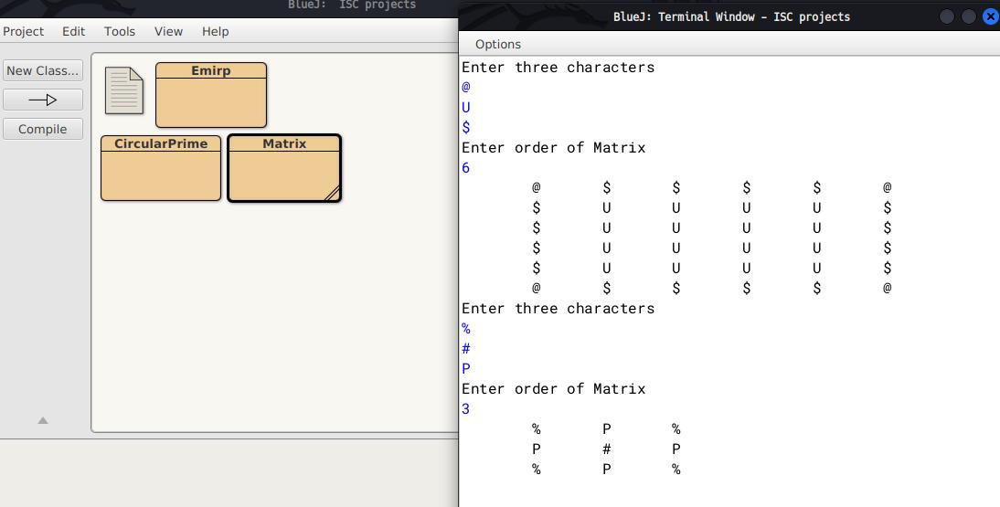 BlueJ: ISC projects
Project Edit Tools View Help
New Class...
Compile
Emirp
CircularPrime Matrix
BlueJ: Terminal Window - ISC projects
Options
Enter three characters
@
U
$
Enter order of Matrix
6
@ $ $ $ $ @
$ U U U U $
$ U U U U $
$ U U U U $
$ U U U U $
@ $ $ $ $ @
Enter three characters
%
#
P
Enter order of Matrix
3
% P %
P # P
% P %